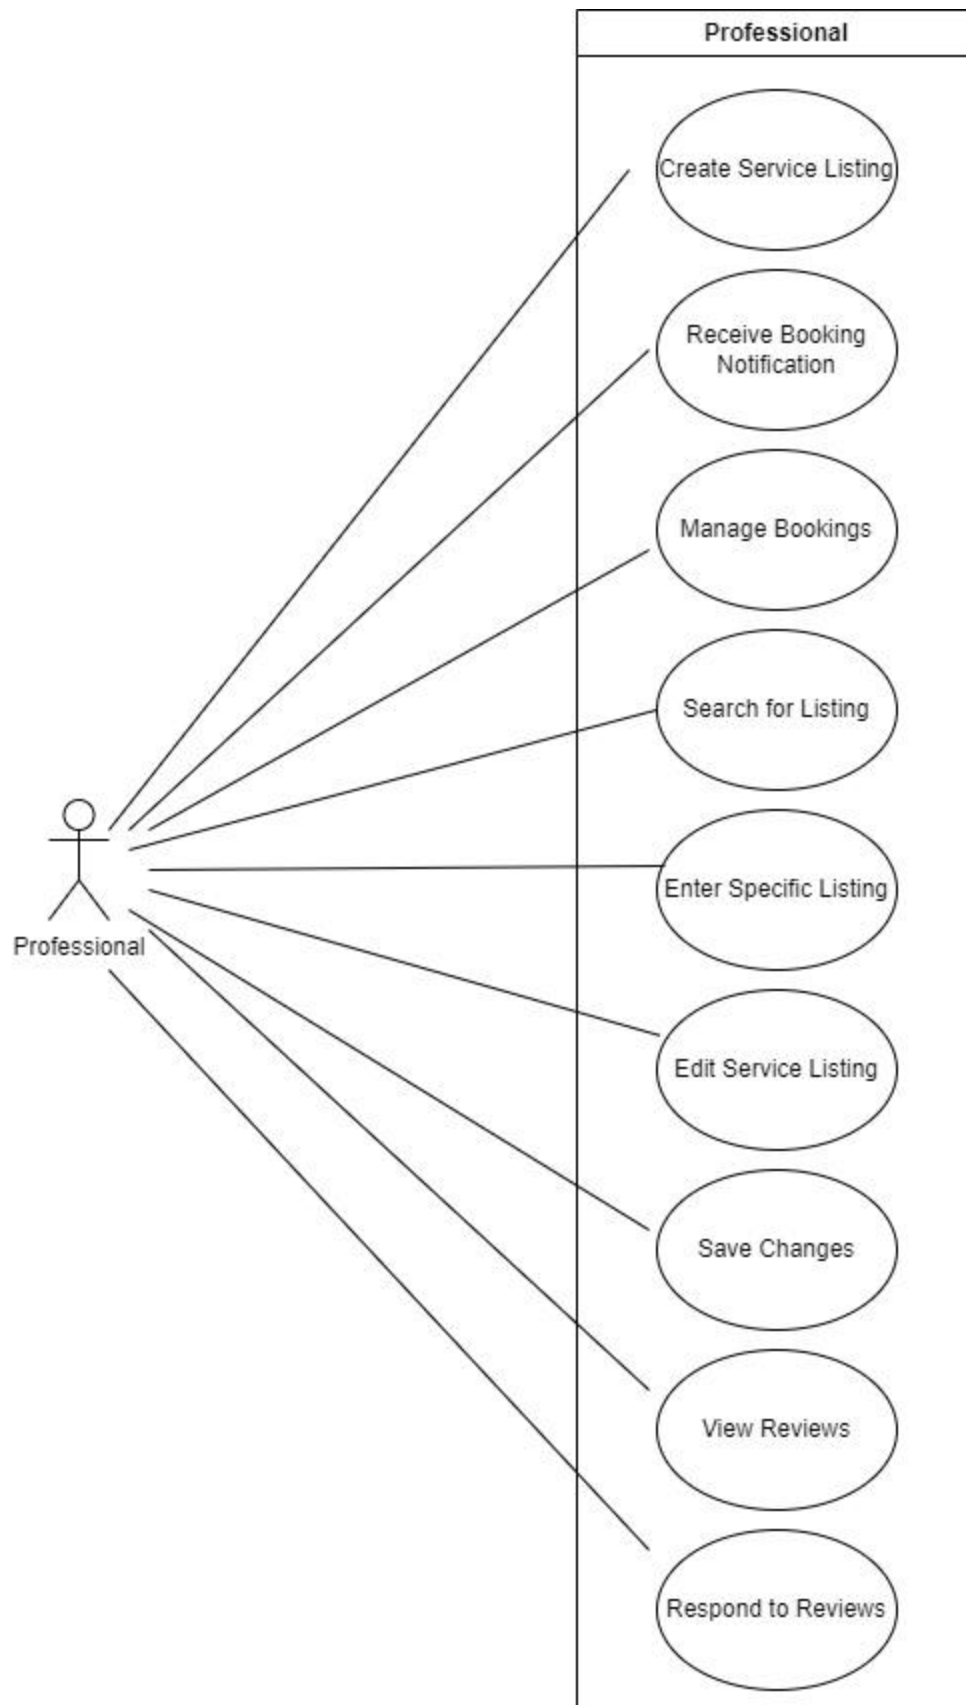 Professional
Create Service Listing
Receive Booking
Notification
Manage Bookings
Search for Listing
Enter Specific Listing
Professional
Edit Service Listing
Save Changes
View Reviews
Respond to Reviews